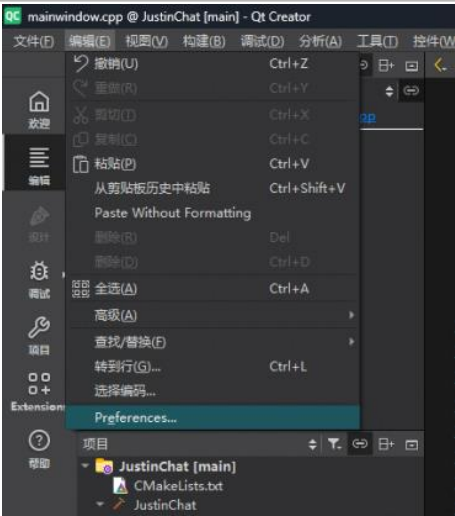 QC mainwindow.cpp @ JustinChat [main] - Qt Creator
文件(F) 编辑(E) 视图(V) 构建(B) 调试(D) 分析(A) 工具(T) 控件(W
撤销(U) Ctrl+Z
重做(R) Ctrl+Y
欢迎
剪切(T) Ctrl+X
复制(C) Ctrl+C
粘贴(P) Ctrl+V
编辑
从剪贴板历史中粘贴 Ctrl+Shift+V
Paste Without Formatting
设计
删除(R) Del
删除(D) Ctrl+D
调试
全选(A) Ctrl+A
高级(A)
项目
查找/替换(F)
转到行(G)... Ctrl+L
选择编码...
Extension
Preferences...
帮助
项目
JustinChat [main]
CMakeLists.txt
JustinChat